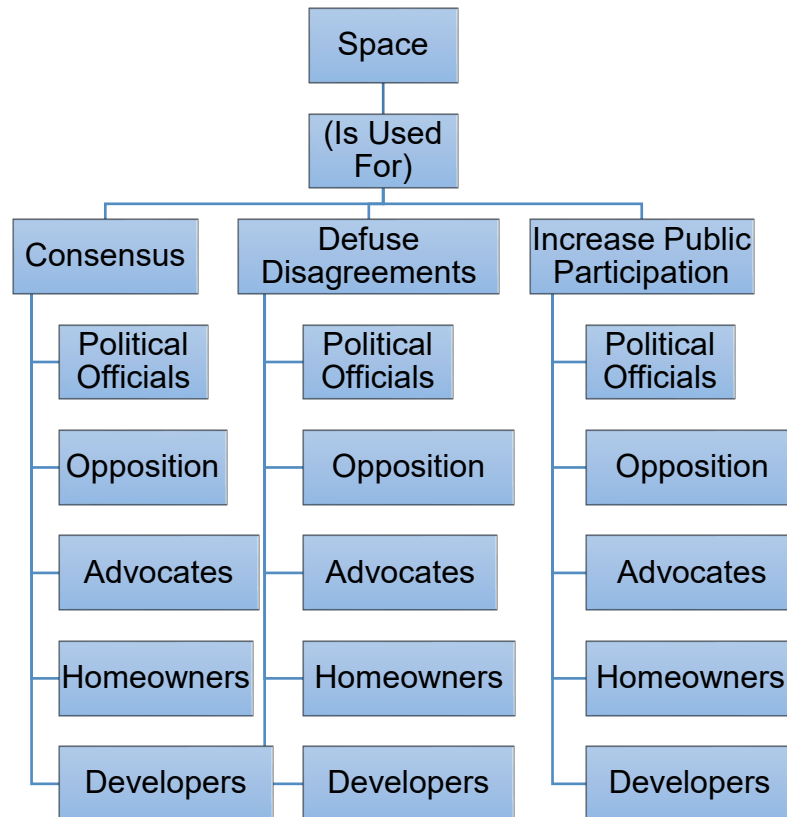 Space
(Is Used
For)
Consensus
Defuse
Disagreements
Increase Public
Participation
Political
Officials
Opposition
Advocates
Homeowners
Developers
Political
Officials
Opposition
Advocates
Homeowners
Developers
Political
Officials
Opposition
Advocates
Homeowners
Developers